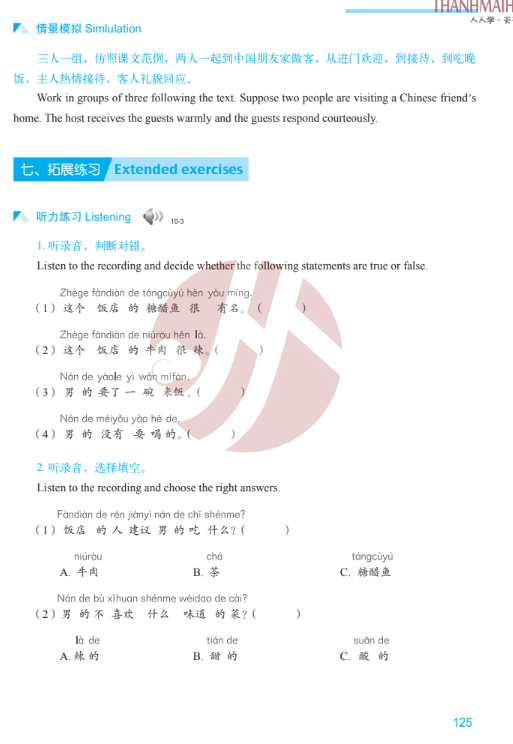 THANHMAIH
人人學·妥
情景模拟 Simlulation
三人一组，仿照课文范例，两人一起到中国朋友家做客，从进门欢迎，到接待，到吃晚
饭，主人热情接待，客人礼貌回应。
Work in groups of three following the text. Suppose two people are visiting a Chinese friend's
home. The host receives the guests warmly and the guests respond courteously.
七、拓展练习 Extended exercises
听力练习 Listening 10-3
1. 听录音，判断对错。
Listen to the recording and decide whether the following statements are true or false.
Zhège fàndiàn de tángcùyú hěn yǒu míng.
（1）这个 饭店 的 糖醋鱼 很 有名。（ ）
Zhège fàndiàn de niúròu hěn là.
（2）这个 饭店 的 牛肉 很 辣。（ ）
Nán de yàole yì wǎn mǐfàn.
（3）男 的 要了 一 碗 米饭。（ ）
Nán de méiyǒu yào hē de.
（4）男 的 没有 要 喝 的。（ ）
2. 听录音，选择填空。
Listen to the recording and choose the right answers.
Fàndiàn de rén jiànyì nán de chī shénme?
（1）饭店 的 人 建议 男 的 吃 什么?（ ）
niúròu chá tángcùyú
A. 牛肉 B. 茶 C. 糖醋鱼
Nán de bù xǐhuan shénme wèidao de cài?
（2）男 的 不 喜欢 什么 味道 的 菜?（ ）
là de tián de suān de
A. 辣 的 B. 甜 的 C. 酸 的
125